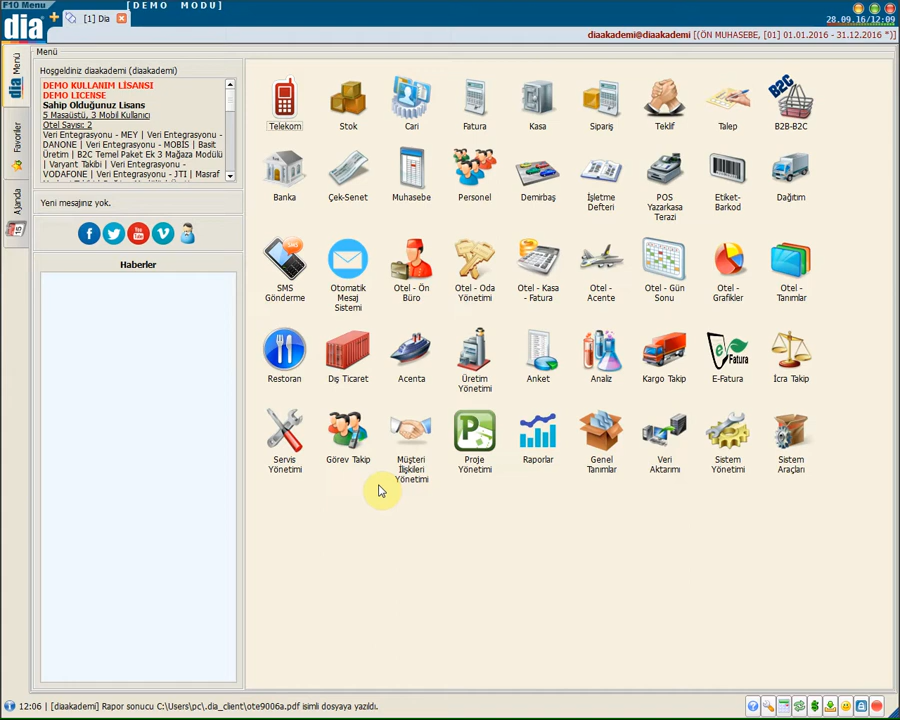 F10 Menu
[DEMO MODU]
dia
[1] Dia
28.09.16/12:09
diaakademi@diaakademi [(ÖN MUHASEBE, [01] 01.01.2016 - 31.12.2016 *)]
dia Menü
Favoriler
Ajanda
15
Menü
Hoşgeldiniz diaakademi (diaakademi)
DEMO KULLANIM LİSANSI
DEMO LICENSE
Sahip Olduğunuz Lisans
5 Masaüstü, 3 Mobil Kullanıcı
Otel Sayısı: 2
Veri Entegrasyonu - MEY | Veri Entegrasyonu -
DANONE | Veri Entegrasyonu - MOBİS | Basit
Üretim | B2C Temel Paket Ek 3 Mağaza Modülü
| Varyant Takibi | Veri Entegrasyonu -
VODAFONE | Veri Entegrasyonu - JTI | Masraf
Yeni mesajınız yok.
Haberler
Telekom
Stok
Cari
Fatura
Kasa
Sipariş
Teklif
Talep
B2C
B2B-B2C
Banka
Çek-Senet
Muhasebe
Personel
Demirbaş
İşletme
Defteri
POS
Yazarkasa
Terazi
Etiket-
Barkod
Dağıtım
SMS
SMS
Gönderme
Otomatik
Mesaj
Sistemi
Otel - Ön
Büro
Otel - Oda
Yönetimi
Otel - Kasa
- Fatura
Otel -
Acente
Otel - Gün
Sonu
Otel -
Grafikler
Otel -
Tanımlar
Restoran
Dış Ticaret
Acenta
Üretim
Yönetimi
Anket
Analiz
Kargo Takip
e Fatura
E-Fatura
İcra Takip
Servis
Yönetimi
Görev Takip
Müşteri
İlişkileri
Yönetimi
P
Proje
Yönetimi
Raporlar
Genel
Tanımlar
Veri
Aktarımı
Sistem
Yönetimi
Sistem
Araçları
12:06 | [diaakademi] Rapor sonucu C:\Users\pc\.dia_client\ote9006a.pdf isimli dosyaya yazıldı.